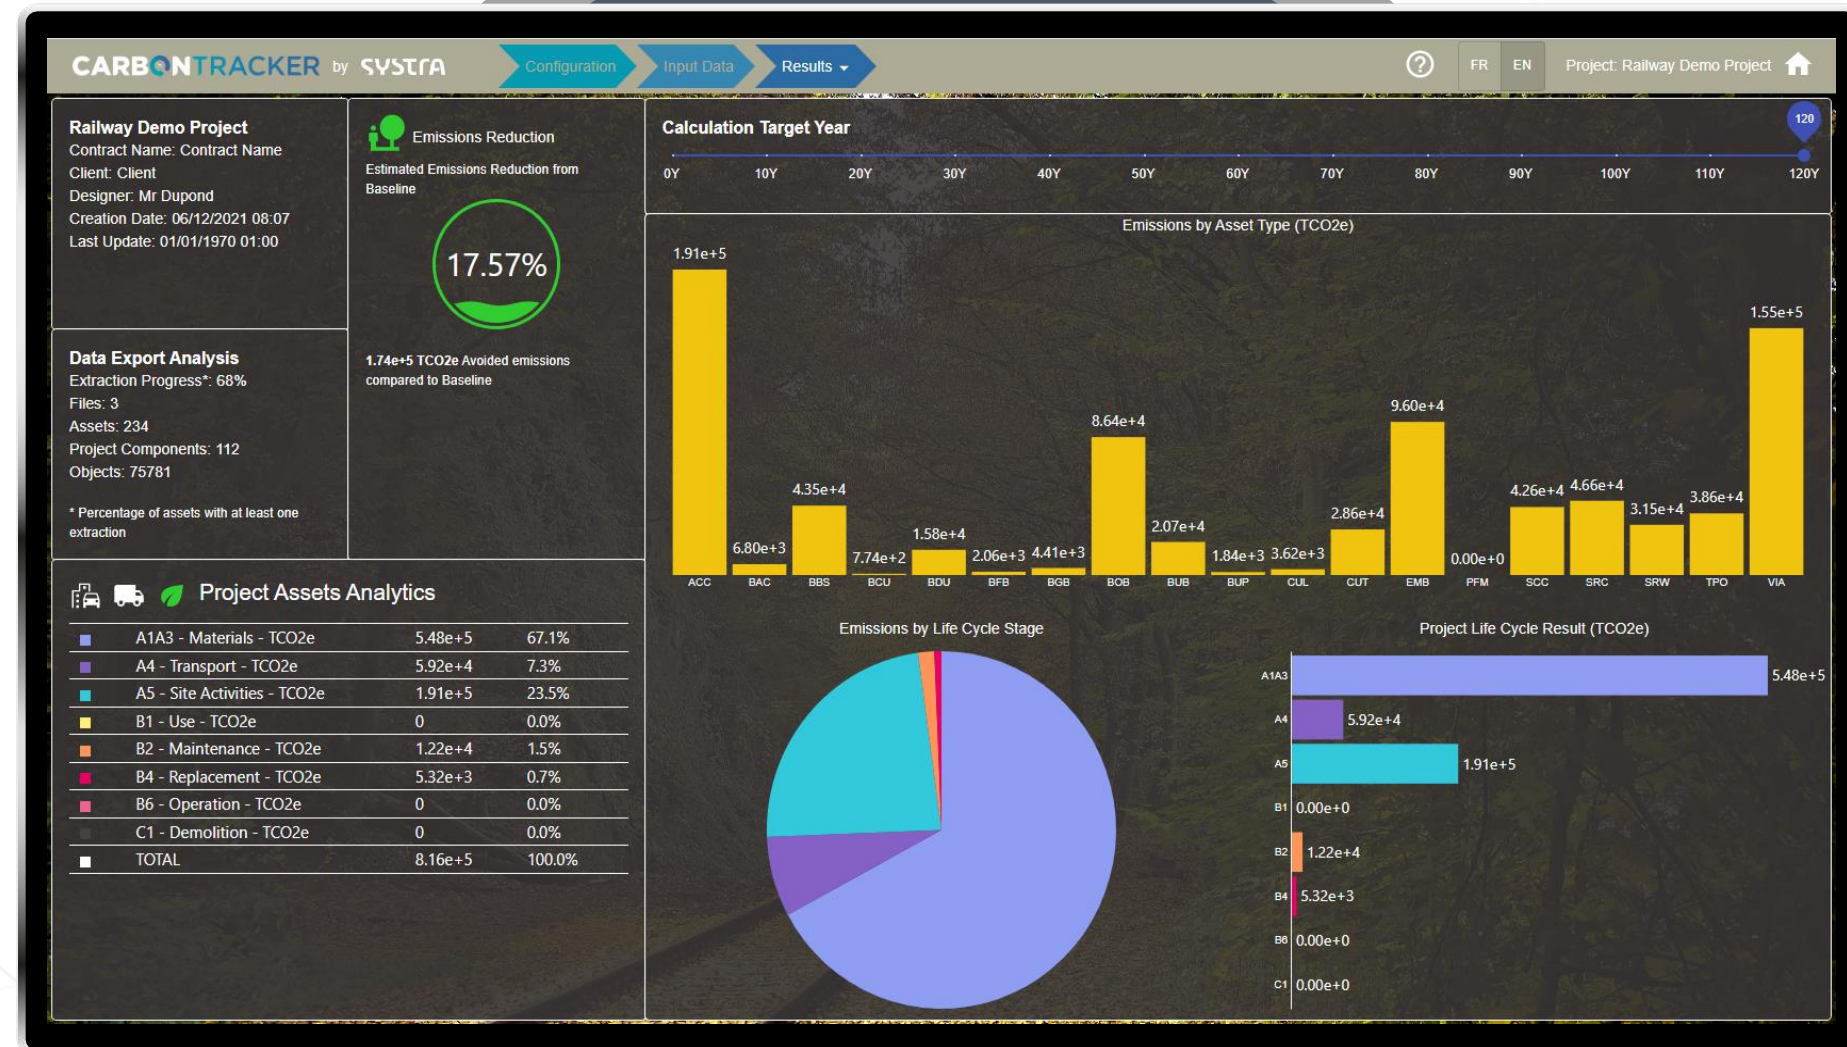 CARBONTRACKER by SYSTRA
Configuration
Input Data
Results
?
FR
EN
Project: Railway Demo Project
Railway Demo Project
Contract Name: Contract Name
Client: Client
Designer: Mr Dupond
Creation Date: 06/12/2021 08:07
Last Update: 01/01/1970 01:00
Emissions Reduction
Estimated Emissions Reduction from
Baseline
17.57%
1.74e+5 TCO2e Avoided emissions
compared to Baseline
Data Export Analysis
Extraction Progress*: 68%
Files: 3
Assets: 234
Project Components: 112
Objects: 75781
* Percentage of assets with at least one
extraction
Calculation Target Year
120
0Y 10Y 20Y 30Y 40Y 50Y 60Y 70Y 80Y 90Y 100Y 110Y 120Y
Emissions by Asset Type (TCO2e)
1.91e+5 6.80e+3 4.35e+4 7.74e+2 1.58e+4 2.06e+3 4.41e+3 8.64e+4 2.07e+4 1.84e+3 3.62e+3 2.86e+4 9.60e+4 0.00e+0 4.26e+4 4.66e+4 3.15e+4 3.86e+4 1.55e+5
ACC BAC BBS BCU BDU BFB BGB BOB BUB BUP CUL CUT EMB PFM SCC SRC SRW TPO VIA
Project Assets Analytics
A1A3 - Materials - TCO2e 5.48e+5 67.1%
A4 - Transport - TCO2e 5.92e+4 7.3%
A5 - Site Activities - TCO2e 1.91e+5 23.5%
B1 - Use - TCO2e 0 0.0%
B2 - Maintenance - TCO2e 1.22e+4 1.5%
B4 - Replacement - TCO2e 5.32e+3 0.7%
B6 - Operation - TCO2e 0 0.0%
C1 - Demolition - TCO2e 0 0.0%
TOTAL 8.16e+5 100.0%
Emissions by Life Cycle Stage
Project Life Cycle Result (TCO2e)
A1A3 5.48e+5
A4 5.92e+4
A5 1.91e+5
B1 0.00e+0
B2 1.22e+4
B4 5.32e+3
B6 0.00e+0
C1 0.00e+0